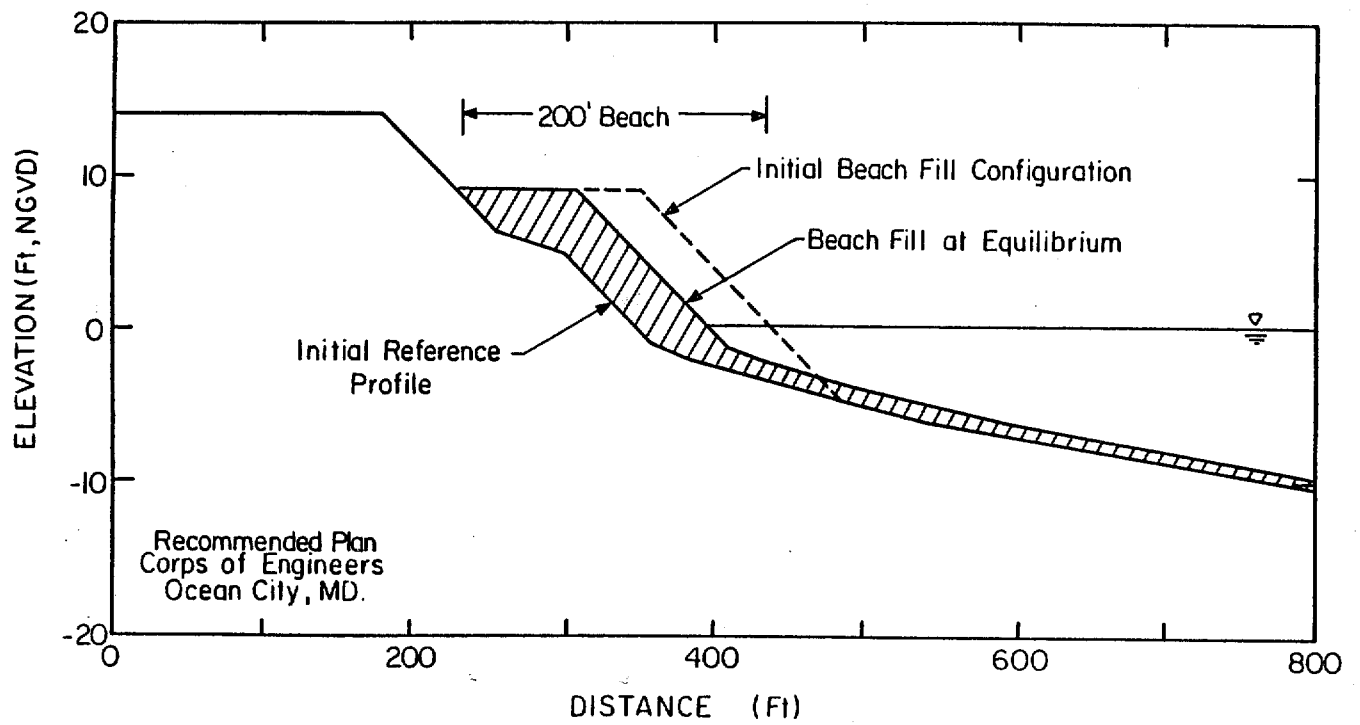 20
200' Beach
Initial Beach Fill Configuration
10
Beach Fill at Equilibrium
0
Initial Reference
Profile
ELEVATION (Ft, NGVD)
-10
Recommended Plan
Corps of Engineers
Ocean City, MD.
-20
0
200
400
600
800
DISTANCE (Ft)